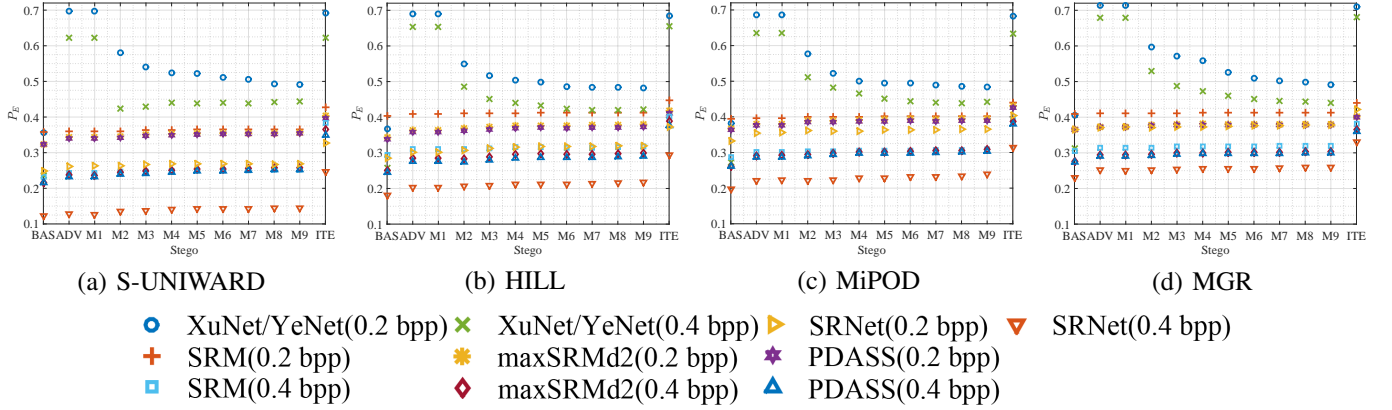 0.7 0.7 0.7 0.7
0.6 0.6 0.6 0.6
0.5 0.5 0.5 0.5
P_E P_E P_E P_E
0.4 0.4 0.4 0.4
0.3 0.3 0.3 0.3
0.2 0.2 0.2 0.2
0.1 0.1 0.1 0.1
BAS ADV M1 M2 M3 M4 M5 M6 M7 M8 M9 ITE BAS ADV M1 M2 M3 M4 M5 M6 M7 M8 M9 ITE BAS ADV M1 M2 M3 M4 M5 M6 M7 M8 M9 ITE BAS ADV M1 M2 M3 M4 M5 M6 M7 M8 M9 ITE
Stego Stego Stego Stego
(a) S-UNIWARD (b) HILL (c) MiPOD (d) MGR
XuNet/YeNet(0.2 bpp) XuNet/YeNet(0.4 bpp) SRNet(0.2 bpp) SRNet(0.4 bpp)
SRM(0.2 bpp) maxSRMd2(0.2 bpp) PDASS(0.2 bpp)
SRM(0.4 bpp) maxSRMd2(0.4 bpp) PDASS(0.4 bpp)